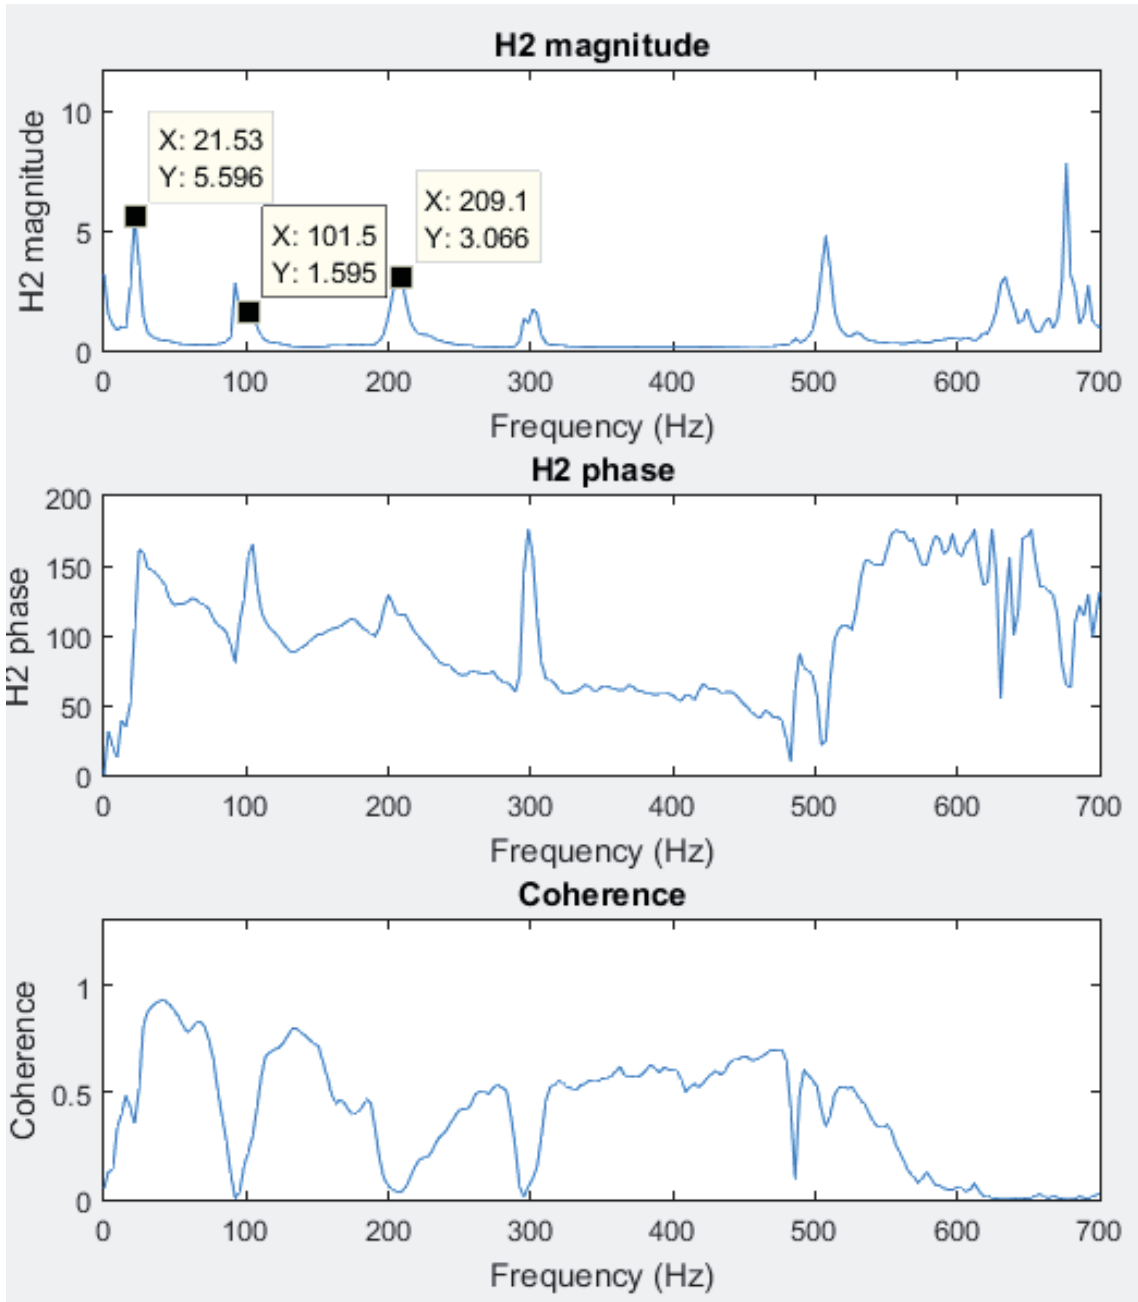 H2 magnitude
H2 magnitude
10
5
0
X: 21.53
Y: 5.596
X: 101.5
Y: 1.595
X: 209.1
Y: 3.066
0 100 200 300 400 500 600 700
Frequency (Hz)
H2 phase
H2 phase
200
150
100
50
0
0 100 200 300 400 500 600 700
Frequency (Hz)
Coherence
Coherence
1
0.5
0
0 100 200 300 400 500 600 700
Frequency (Hz)